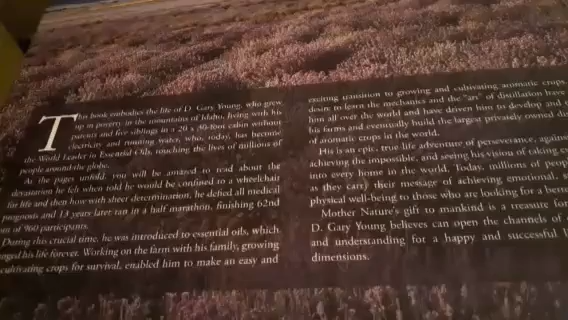 This book embodies the life of D. Gary Young, who grew
up in poverty in the mountains of Idaho, living with his
parents and five siblings in a 20 x 30-foot cabin without
electricity and running water, who, today, has become
the World Leader in Essential Oils, touching the lives of millions of
people around the globe.
As the pages unfold, you will be amazed to read about the
devastation he felt when told he would be confined to a wheelchair
for life and then how with sheer determination, he defied all medical
prognosis and 13 years later ran in a half marathon, finishing 62nd
out of 960 participants.
During this crucial time, he was introduced to essential oils, which
changed his life forever. Working on the farm with his family, growing
cultivating crops for survival, enabled him to make an easy and
exciting transition to growing and cultivating aromatic crops
desire to learn the mechanics and the "art" of distillation have
him all over the world and have driven him to develop and
his farms and eventually build the largest privately owned
of aromatic crops in the world.
His is an epic, true life adventure of perseverance, against
achieving the impossible, and seeing his vision of taking
into every home in the world. Today, millions of people
as they carry their message of achieving emotional,
physical well-being to those who are looking for a better
Mother Nature's gift to mankind is a treasure for
D. Gary Young believes can open the channels of
and understanding for a happy and successful
dimensions.